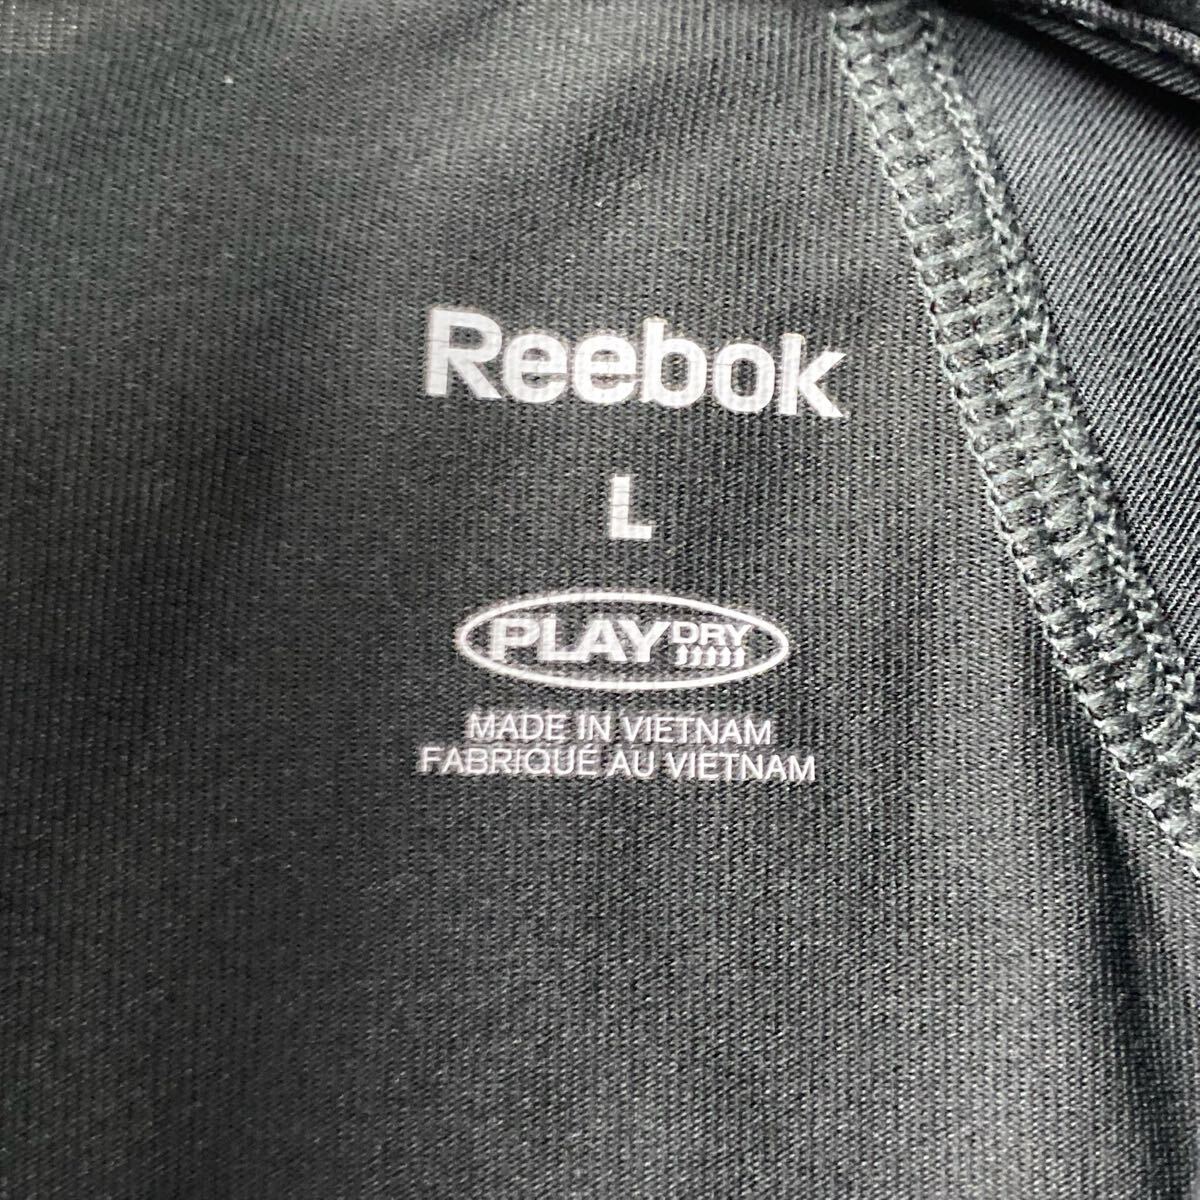 Reebok
L
PLAYDRY
MADE IN VIETNAM
FABRIQUÉ AU VIETNAM